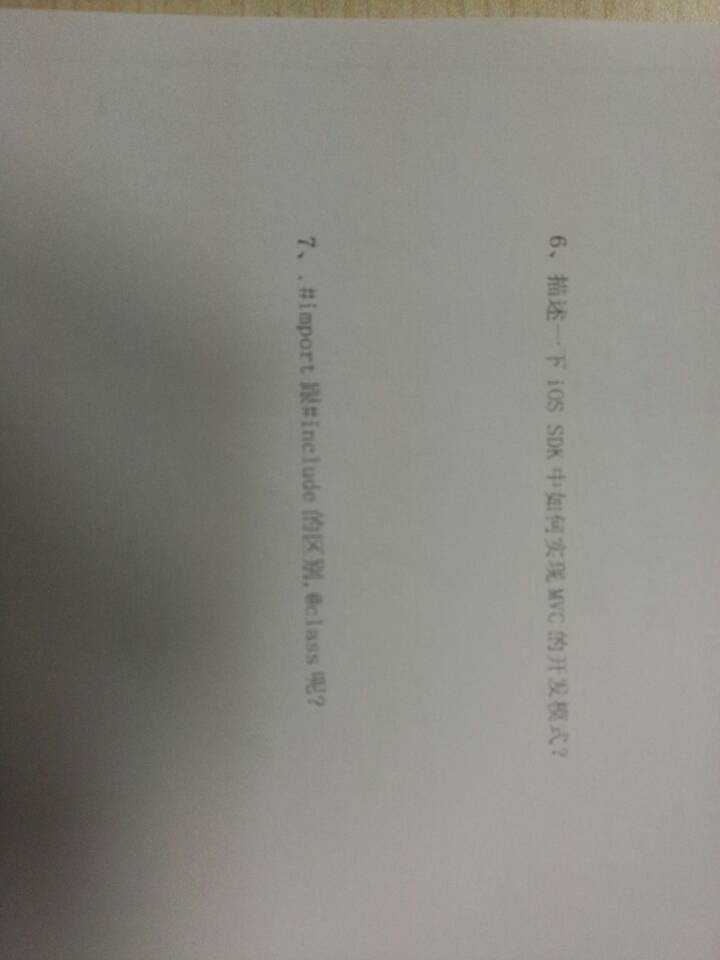 6、描述一下 iOS SDK 中如何实现 MVC 的开发模式?
7、.#import 跟#include 的区别,@class 呢?